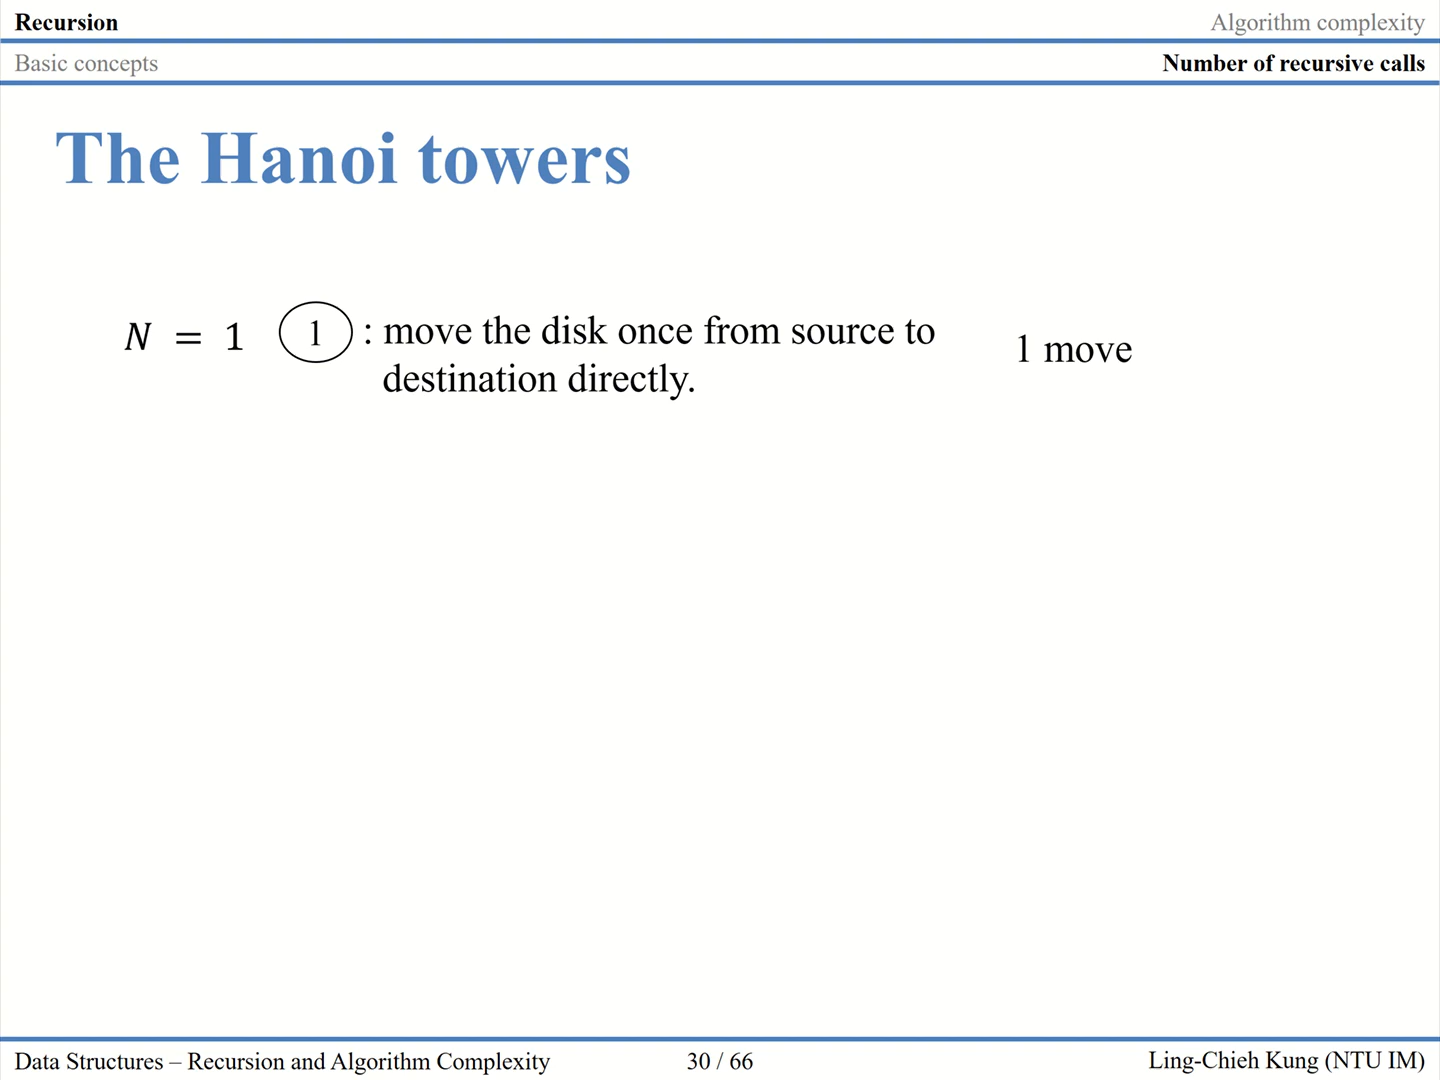 Recursion
Algorithm complexity
Basic concepts
Number of recursive calls
The Hanoi towers
N = 1
1 : move the disk once from source to
destination directly.
1 move
Data Structures – Recursion and Algorithm Complexity
30 / 66
Ling-Chieh Kung (NTU IM)